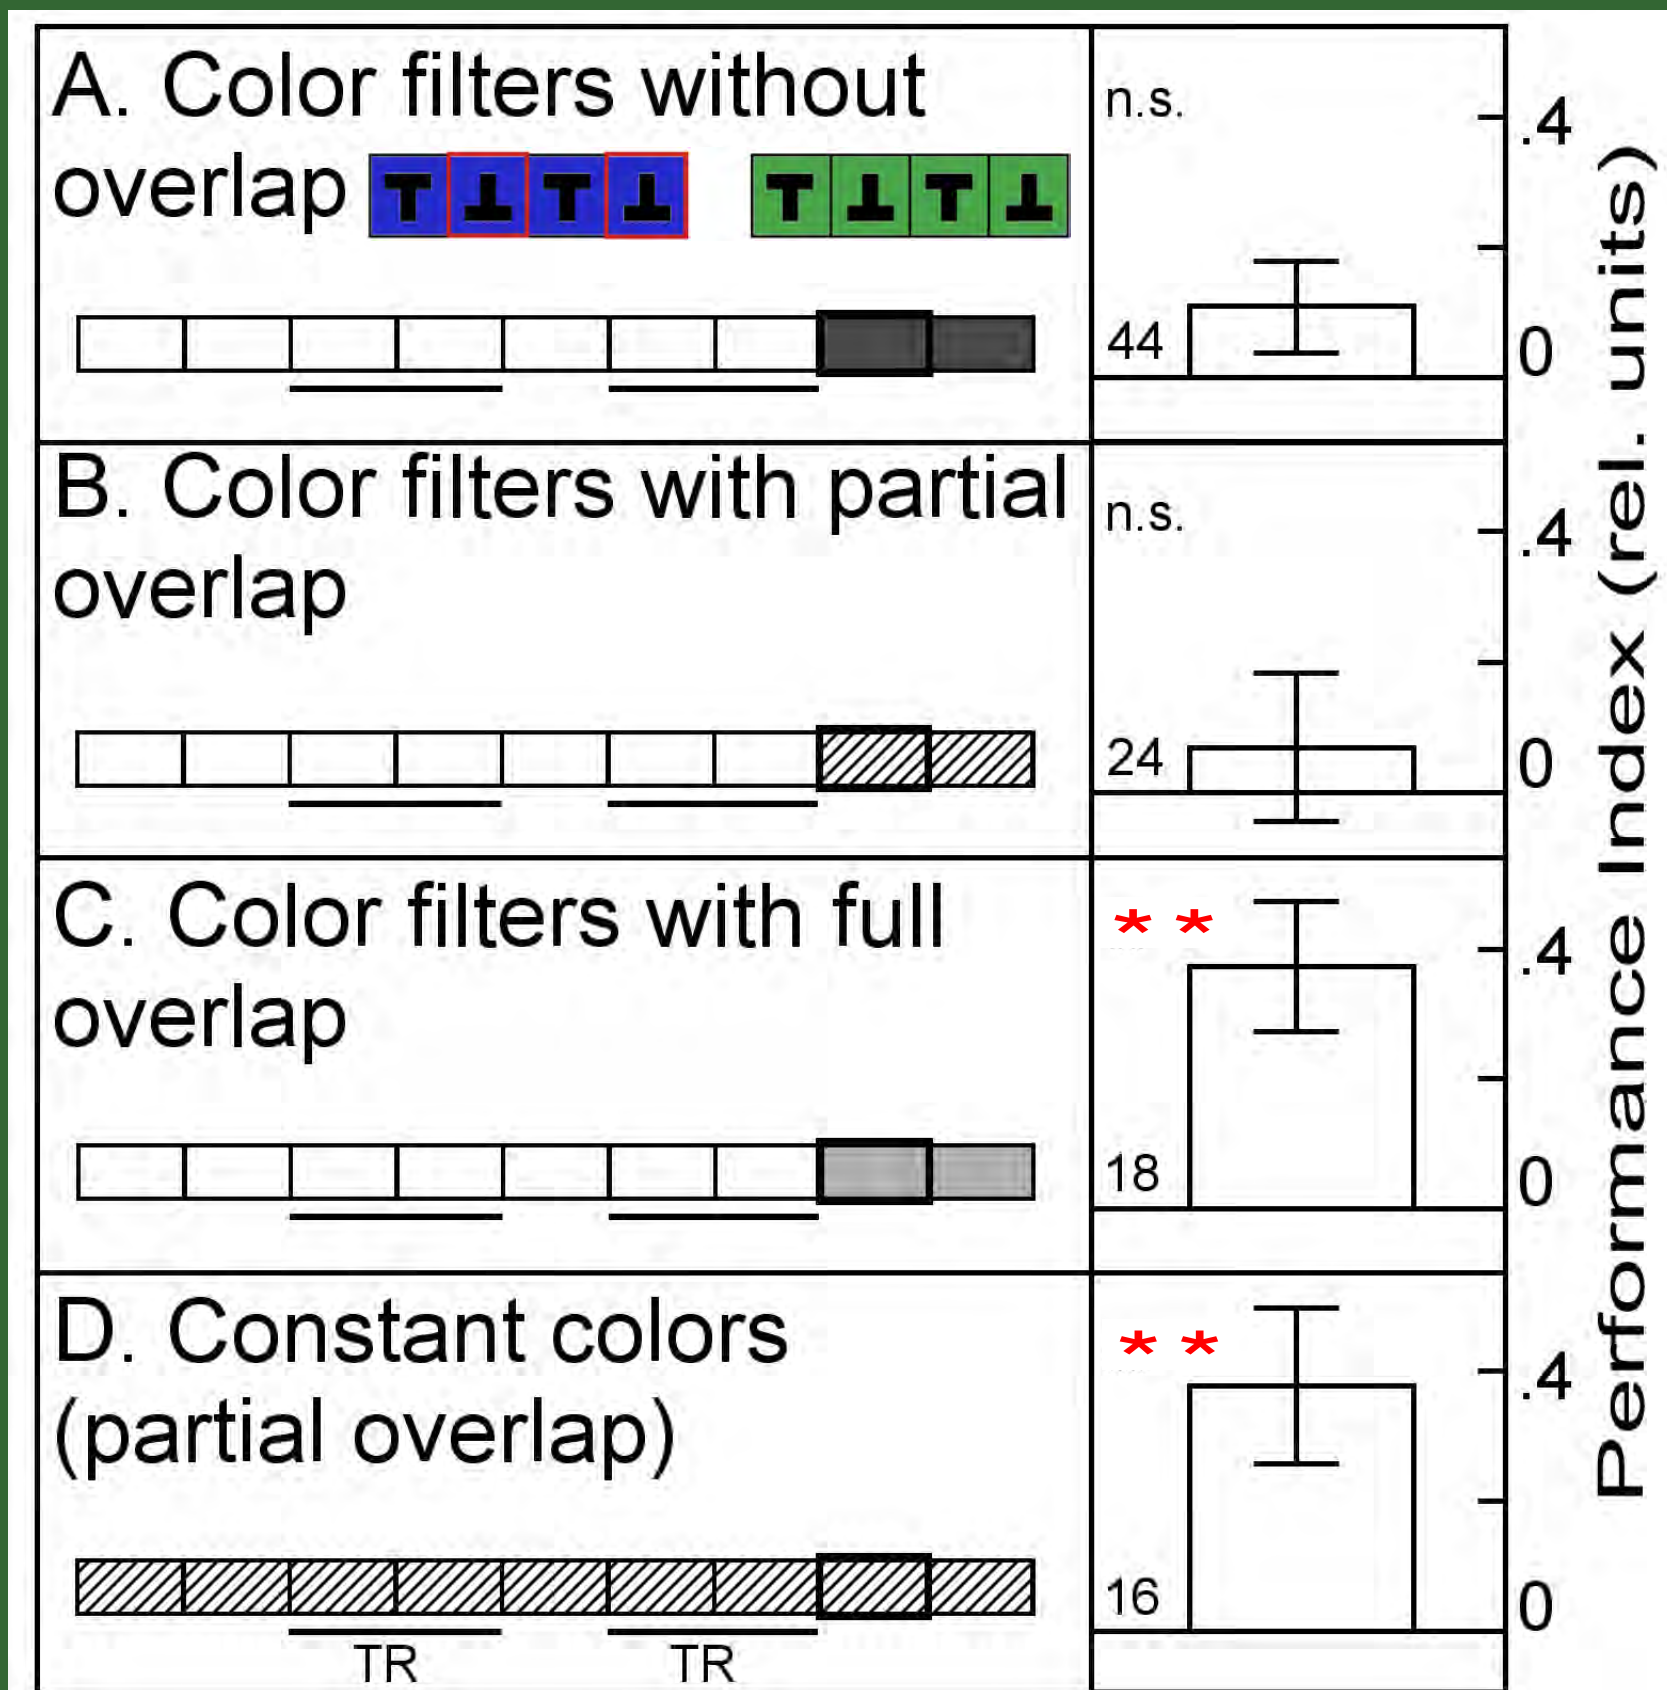 A. Color filters without
overlap
T ⊥ T ⊥ T ⊥ T ⊥
n.s.
44
.4
0
B. Color filters with partial
overlap
n.s.
24
.4
0
C. Color filters with full
overlap
* *
18
.4
0
D. Constant colors
(partial overlap)
* *
16
.4
0
TR TR
Performance Index (rel. units)